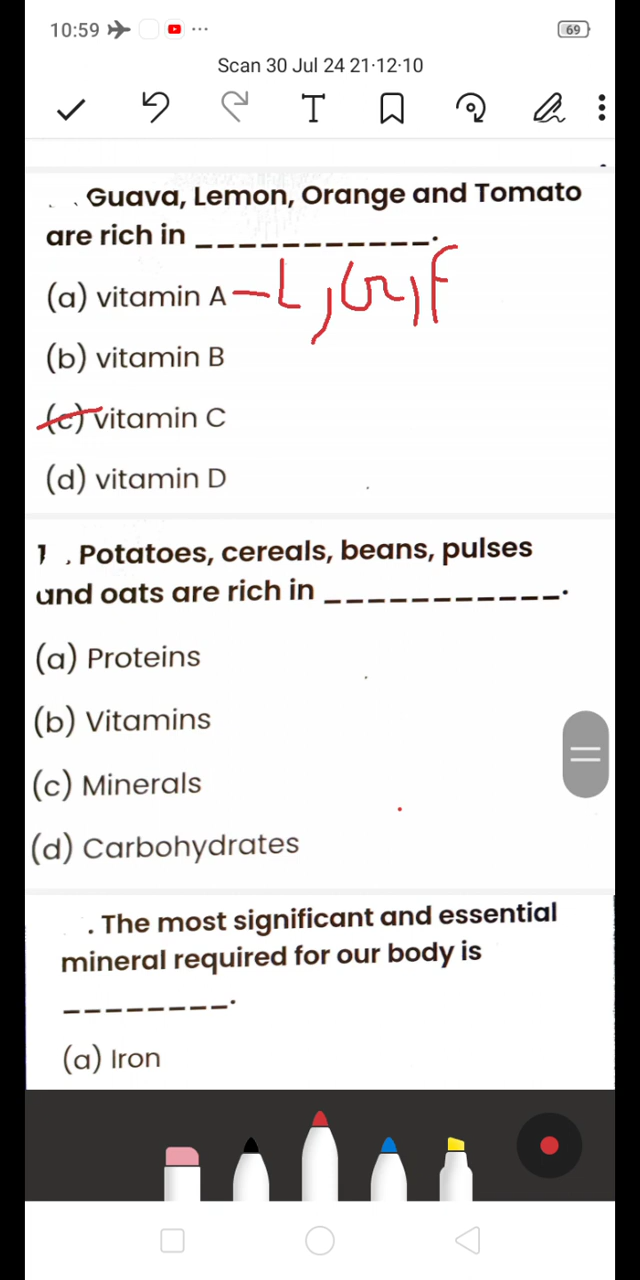 10:59
69
Scan 30 Jul 24 21·12·10
T
. . Guava, Lemon, Orange and Tomato
are rich in ___________.
(a) vitamin A
(b) vitamin B
(c) vitamin C
(d) vitamin D
1 . Potatoes, cereals, beans, pulses
and oats are rich in ___________.
(a) Proteins
(b) Vitamins
(c) Minerals
(d) Carbohydrates
. The most significant and essential
mineral required for our body is
________.
(a) Iron